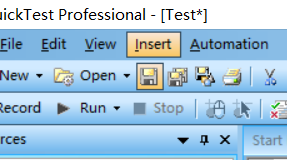 uickTest Professional - [Test*]
File Edit View Insert Automation
New Open
Record Run Stop
rces Start